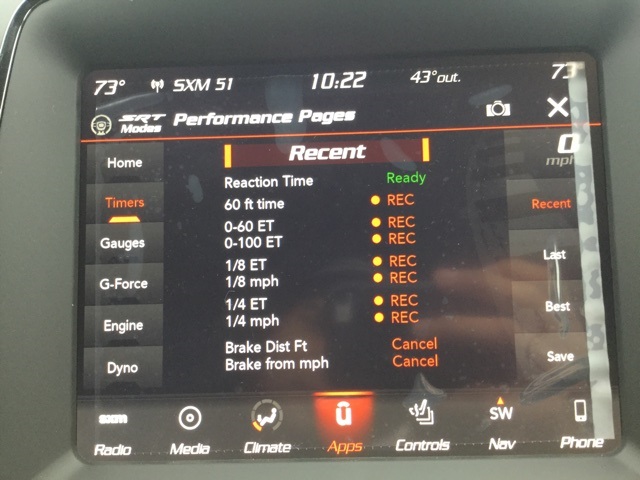 73° SXM 51 10:22 43°out. 73
SRT Modes Performance Pages
0 mph
Home
Timers
Gauges
G-Force
Engine
Dyno
Recent
Reaction Time Ready
60 ft time REC
0-60 ET REC
0-100 ET REC
1/8 ET REC
1/8 mph REC
1/4 ET REC
1/4 mph REC
Brake Dist Ft Cancel
Brake from mph Cancel
Recent
Last
Best
Save
sxm û SW
Radio Media Climate Apps Controls Nav Phone